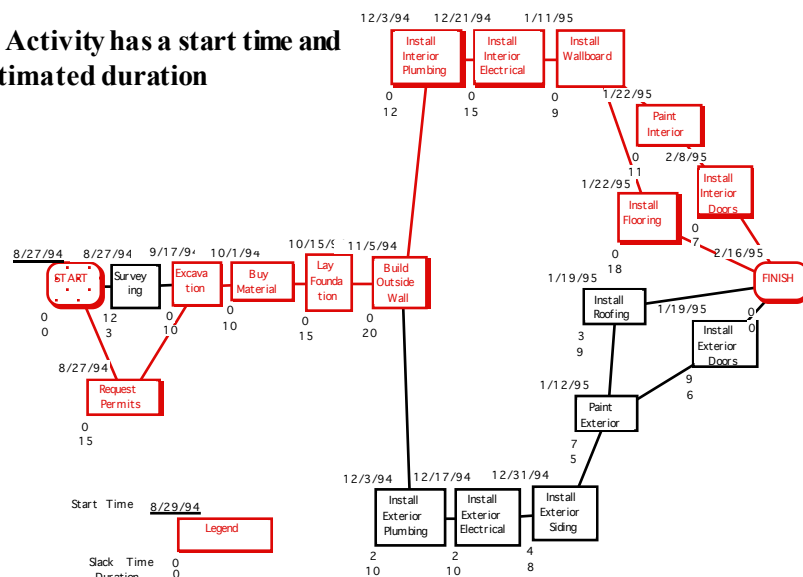 Activity has a start time and
timated duration
12/3/94
12/21/94
1/11/95
Install
Interior
Plumbing
Install
Interior
Electrical
Install
Wallboard
0
12
0
15
0
9
1/22/95
Paint
Interior
0
11
2/8/95
Install
Interior
Doors
0
7
1/22/95
Install
Flooring
0
18
2/16/95
FINISH
0
0
8/27/94
START
0
0
8/27/94
Survey
ing
12
3
9/17/94
Excava
tion
0
10
10/1/94
Buy
Material
0
10
10/15/9
Lay
Founda
tion
0
15
11/5/94
Build
Outside
Wall
0
20
8/27/94
Request
Permits
0
15
1/19/95
Install
Roofing
3
9
1/19/95
Install
Exterior
Doors
9
6
1/12/95
Paint
Exterior
7
5
12/3/94
Install
Exterior
Plumbing
2
10
12/17/94
Install
Exterior
Electrical
2
10
12/31/94
Install
Exterior
Siding
4
8
Start Time
8/29/94
Legend
Slack Time
0
Duration
0